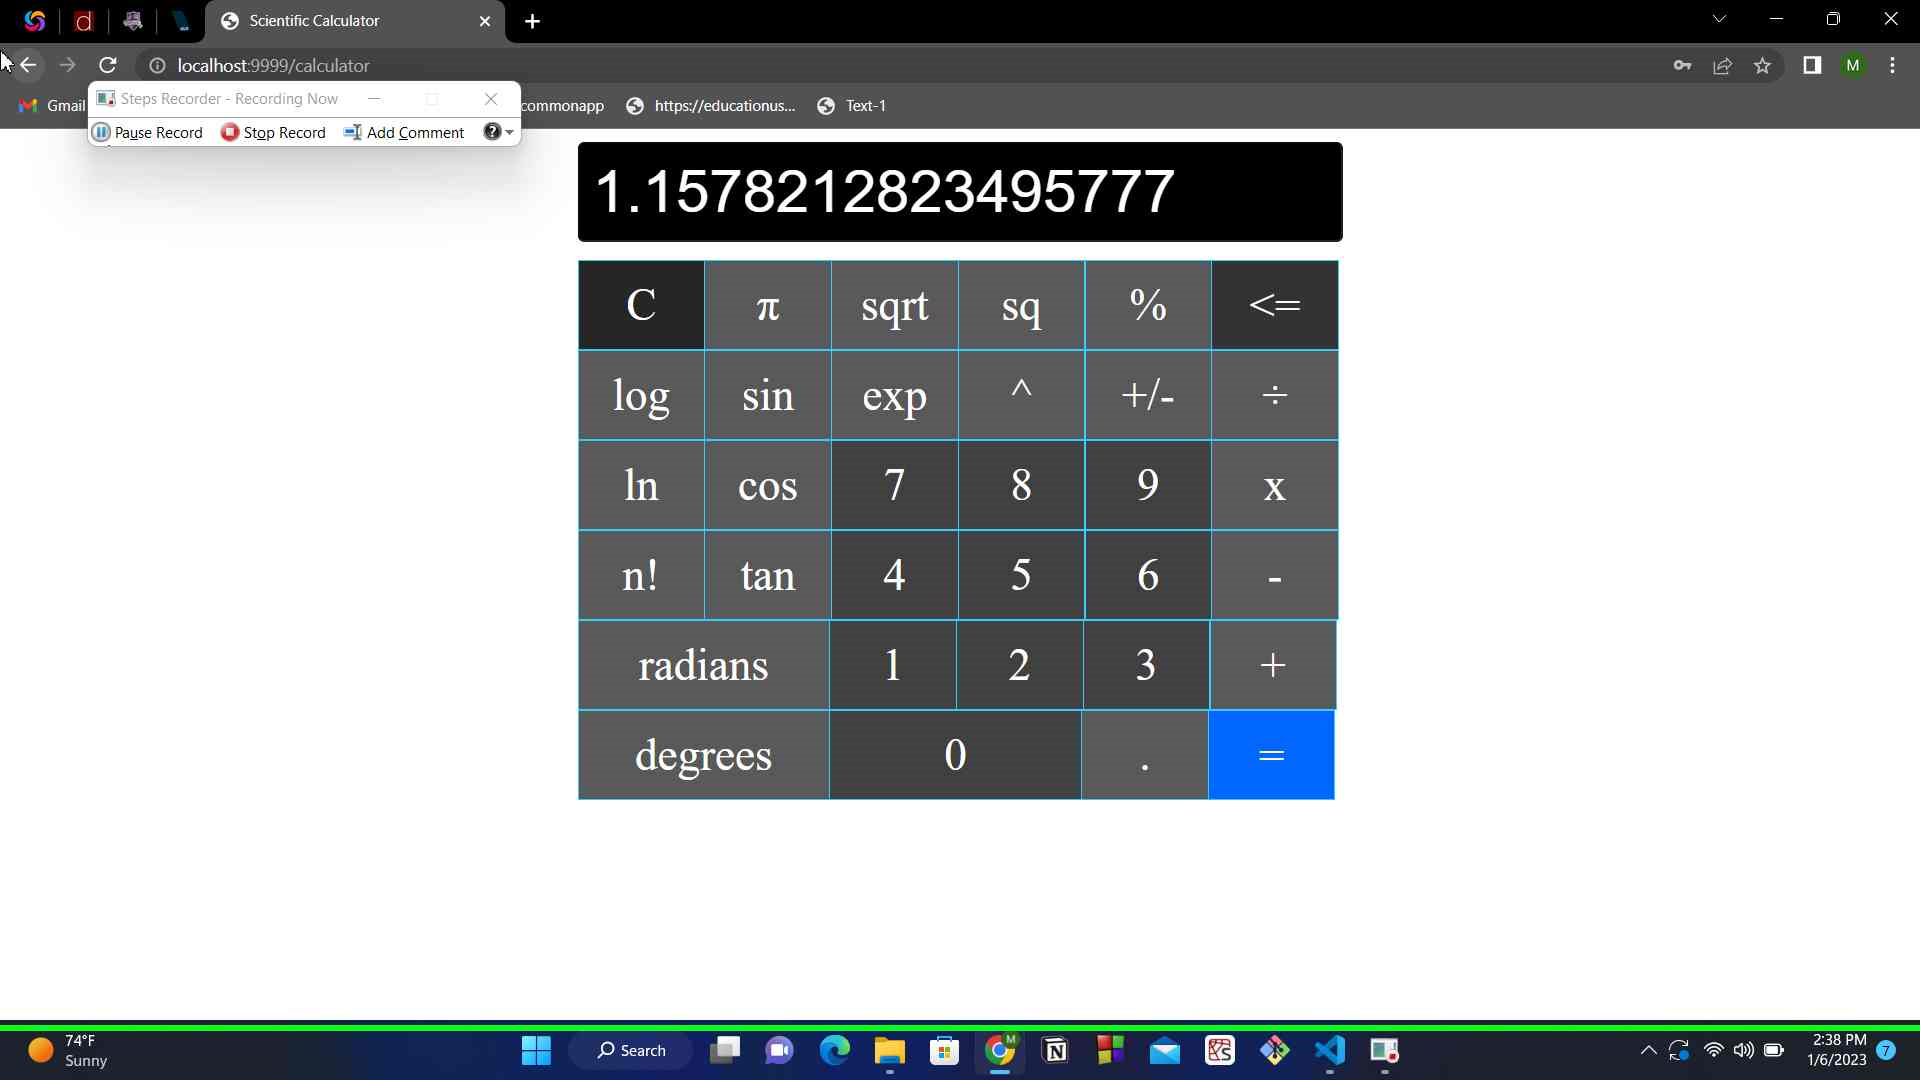 Scientific Calculator
localhost:9999/calculator
M
Gmail
Steps Recorder - Recording Now
commonapp
https://educationus...
Text-1
Pause Record
Stop Record
Add Comment
?
1.1578212823495777
C π sqrt sq % <=
log sin exp ^ +/- ÷
ln cos 7 8 9 x
n! tan 4 5 6 -
radians 1 2 3 +
degrees 0 . =
74°F
Sunny
Search
M
2:38 PM
1/6/2023
7